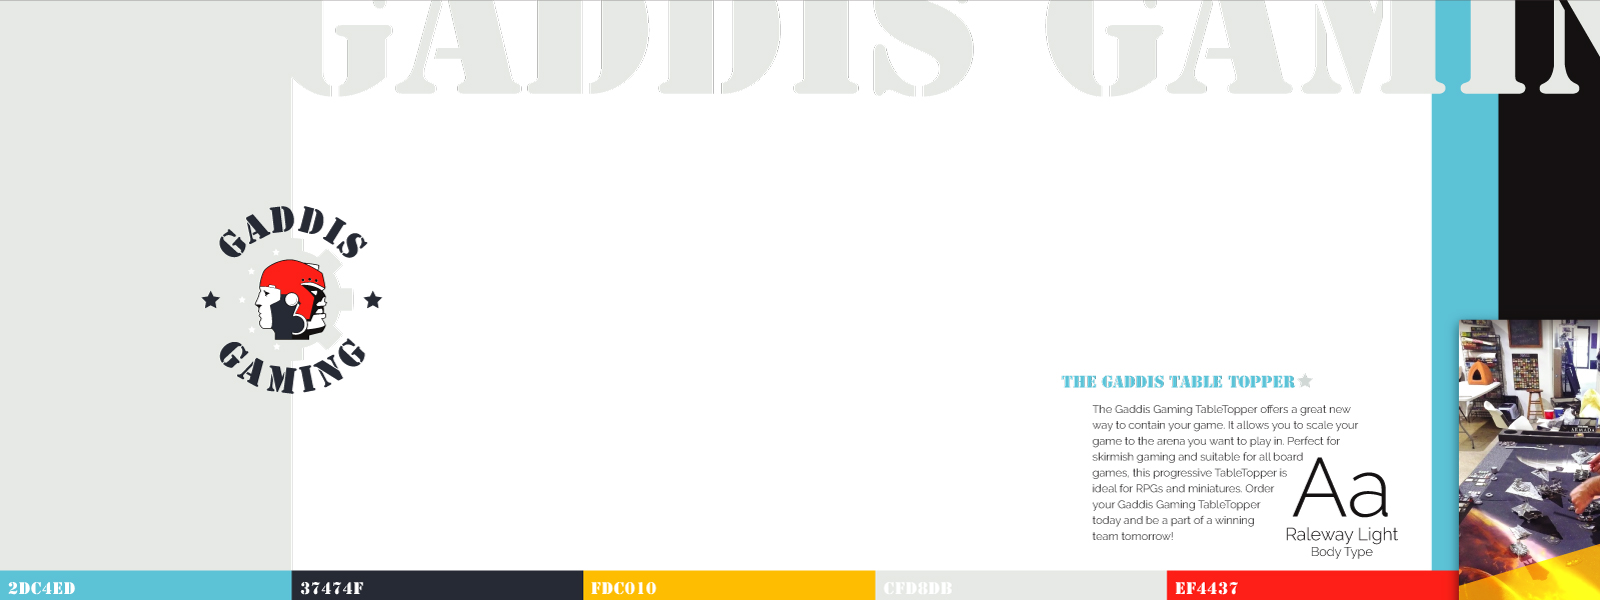 GADDIS GAMIN
GADDIS
GAMING
THE GADDIS TABLE TOPPER
The Gaddis Gaming TableTopper offers a great new
way to contain your game. It allows you to scale your
game to the arena you want to play in. Perfect for
skirmish gaming and suitable for all board
games, this progressive TableTopper is
ideal for RPGs and miniatures. Order
your Gaddis Gaming TableTopper
today and be a part of a winning
team tomorrow!
Aa
Raleway Light
Body Type
2DC4ED
37474F
FDC010
CFD8DB
EF4437